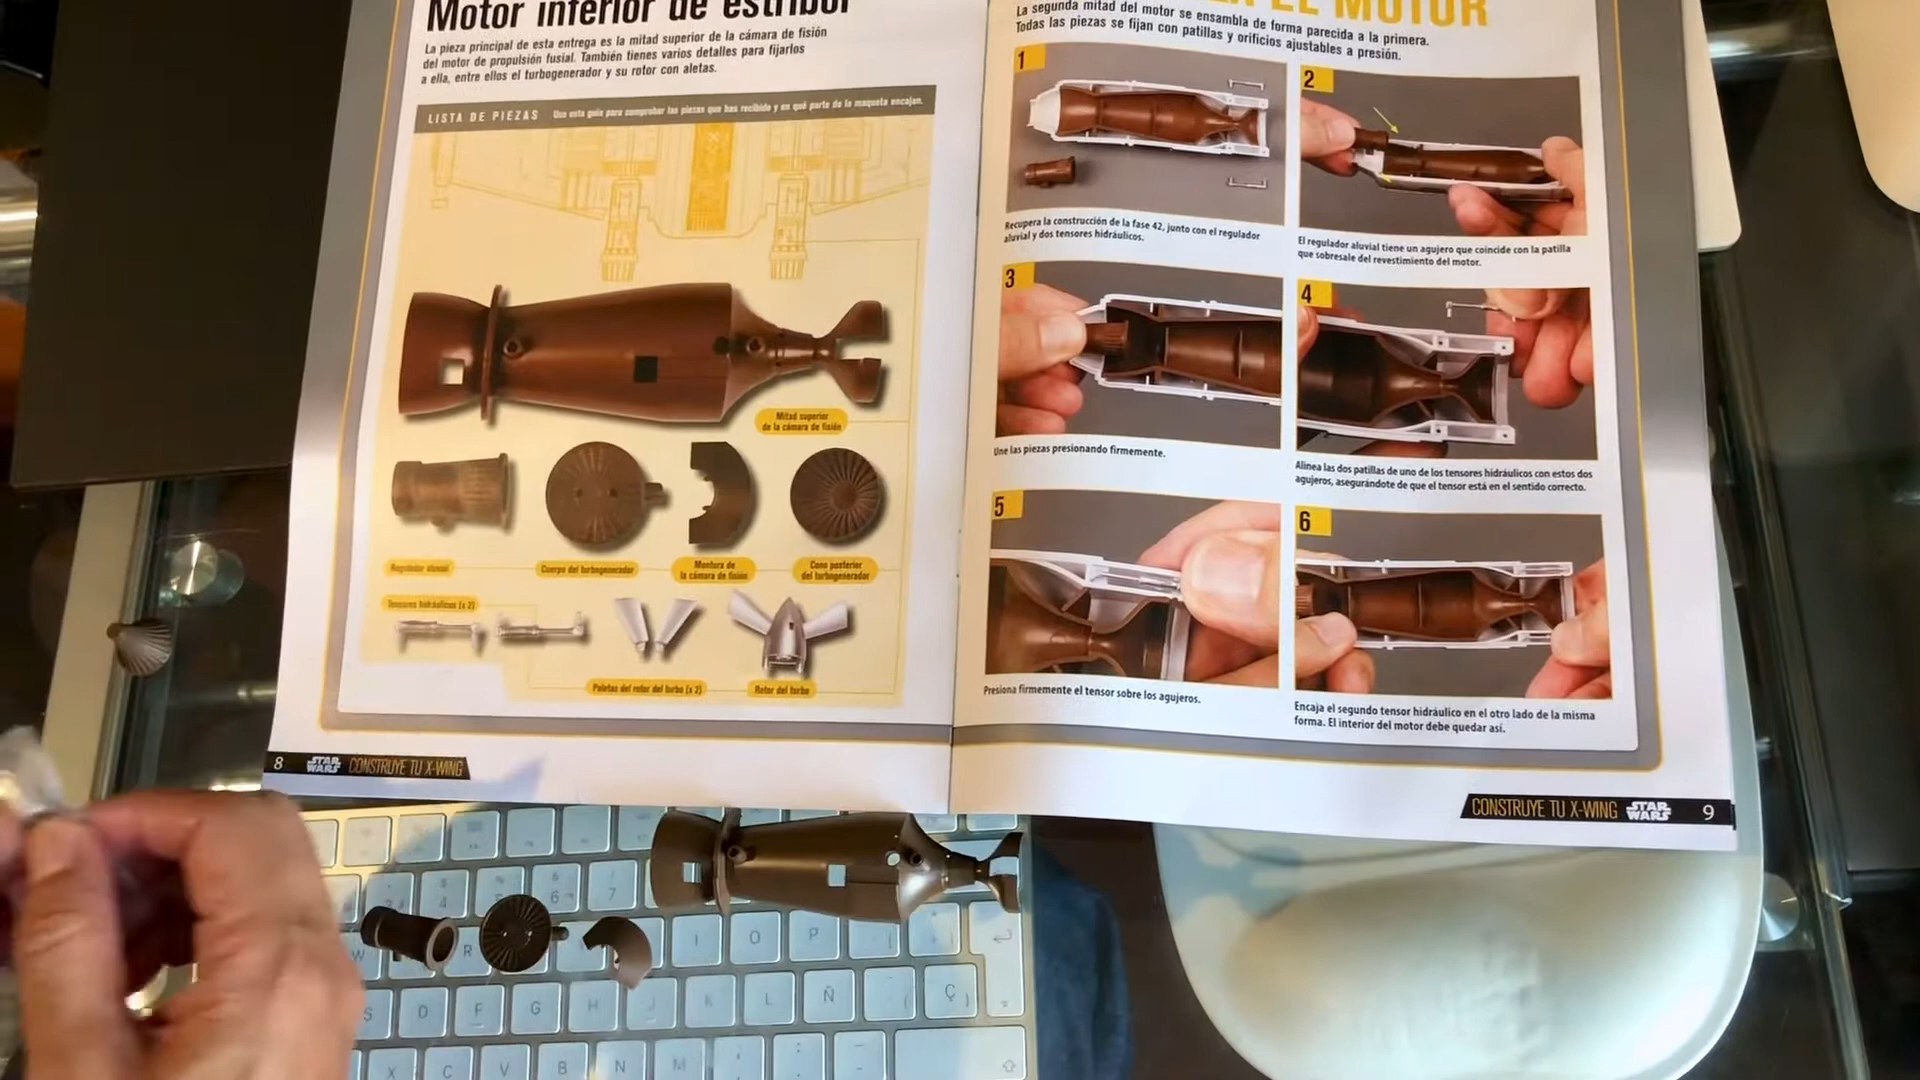 Motor inferior de estribor
La pieza principal de esta entrega es la mitad superior de la cámara de fisión
del motor de propulsión fusial. También tienes varios detalles para fijarlos
a ella, entre ellos el turbogenerador y su rotor con aletas.
LISTA DE PIEZAS Usa esta guía para comprobar las piezas que has recibido y en qué parte de la maqueta encajan.
Mitad superior
de la cámara de fisión
Regulador aluvial
Cuerpo del turbogenerador
Montura de
la cámara de fisión
Cono posterior
del turbogenerador
Tensores hidráulicos (x 2)
Paletas del rotor del turbo (x 2)
Rotor del turbo
8 STAR WARS CONSTRUYE TU X-WING
EL MOTOR
La segunda mitad del motor se ensambla de forma parecida a la primera.
Todas las piezas se fijan con patillas y orificios ajustables a presión.
1
Recupera la construcción de la fase 42, junto con el regulador
aluvial y dos tensores hidráulicos.
2
El regulador aluvial tiene un agujero que coincide con la patilla
que sobresale del revestimiento del motor.
3
Une las piezas presionando firmemente.
4
Alinea las dos patillas de uno de los tensores hidráulicos con estos dos
agujeros, asegurándote de que el tensor está en el sentido correcto.
5
Presiona firmemente el tensor sobre los agujeros.
6
Encaja el segundo tensor hidráulico en el otro lado de la misma
forma. El interior del motor debe quedar así.
CONSTRUYE TU X-WING STAR WARS 9
4 6 7
W R I O P
S D F G H J K L Ñ Ç
X C V B N M